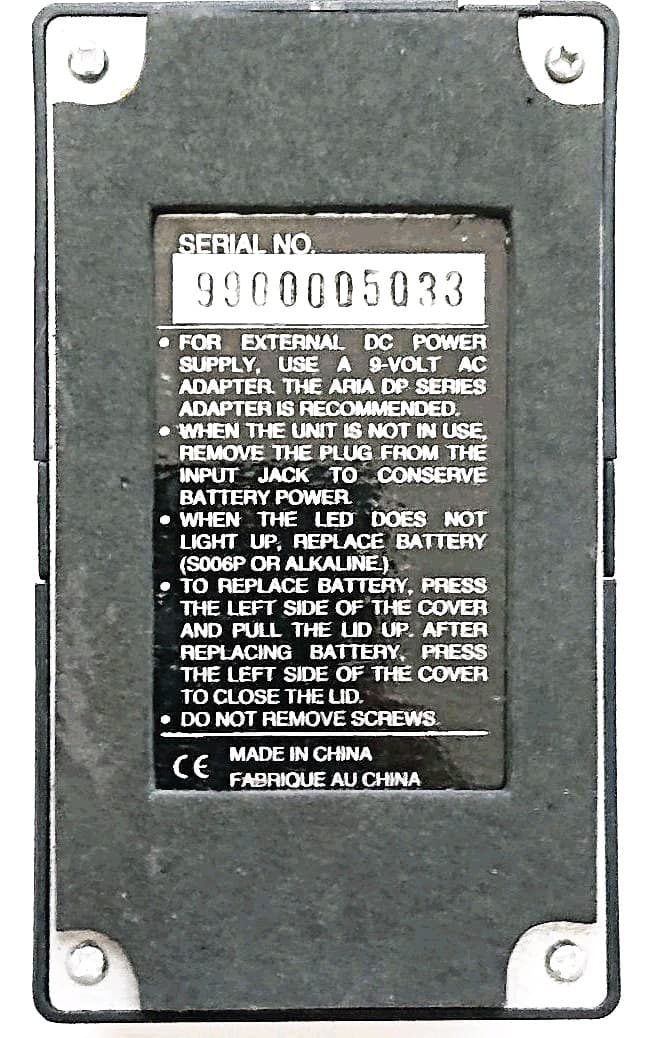 SERIAL NO.
9900005033
• FOR EXTERNAL DC POWER
SUPPLY, USE A 9-VOLT AC
ADAPTER. THE ARIA DP SERIES
ADAPTER IS RECOMMENDED.
• WHEN THE UNIT IS NOT IN USE,
REMOVE THE PLUG FROM THE
INPUT JACK TO CONSERVE
BATTERY POWER.
• WHEN THE LED DOES NOT
LIGHT UP, REPLACE BATTERY
(S006P OR ALKALINE.)
• TO REPLACE BATTERY, PRESS
THE LEFT SIDE OF THE COVER
AND PULL THE LID UP. AFTER
REPLACING BATTERY, PRESS
THE LEFT SIDE OF THE COVER
TO CLOSE THE LID.
• DO NOT REMOVE SCREWS.
CE MADE IN CHINA
FABRIQUE AU CHINA